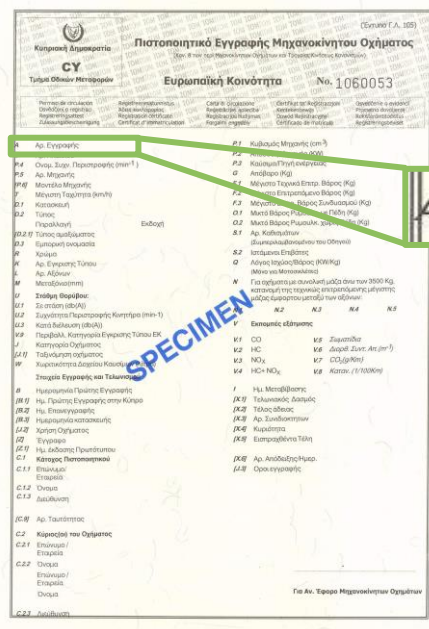 (Έντυπο Γ.Λ. 105)
Κυπριακή Δημοκρατία
Πιστοποιητικό Εγγραφής Μηχανοκίνητου Οχήματος
CY
Τμήμα Οδικών Μεταφορών
Ευρωπαϊκή Κοινότητα
No. 1060053
Permiso de circulación
A Αρ. Εγγραφής
P.4 Ονομ. Συχν. Περιστροφής (min⁻¹)
P.5 Αρ. Μηχανής
[P.6] Μοντέλο Μηχανής
T Μέγιστη Ταχύτητα (km/h)
D.1 Κατασκευή
D.2 Τύπος
Παραλλαγή Εκδοχή
[D.2.1] Τύπος αμαξώματος
D.3 Εμπορική ονομασία
R Χρώμα
K Αρ. Έγκρισης Τύπου
L Αρ. Αξόνων
M Μεταξόνιο(mm)
U Στάθμη Θορύβου:
U.1 Σε στάση (db(A))
U.2 Συχνότητα Περιστροφής Κινητήρα (min-1)
U.3 Κατά διέλευση (db(A))
V.9 Περιβαλλ. Κατηγορία Έγκρισης Τύπου ΕΚ
J Κατηγορία Οχήματος
[J.1] Ταξινόμηση οχήματος
W Χωρητικότητα Δοχείου
Στοιχεία Εγγραφής και
B Ημερομηνία Πρώτης Εγγραφής
[B.1] Ημ. Πρώτης Εγγραφής στην Κύπρο
[B.2] Ημ. Επανεγγραφής
[B.3] Ημερομηνία κατασκευής
[J.2] Χρήση Οχήματος
[Z] Έγγραφο
[Z.1] Ημ. έκδοσης Πρωτότυπου
C.1 Κάτοχος Πιστοποιητικού
C.1.1 Επώνυμο/
Εταιρεία
C.1.2 Όνομα
C.1.3 Διεύθυνση
[C.9] Αρ. Ταυτότητας
C.2 Κύριος/οι του Οχήματος
C.2.1 Επώνυμο/
Εταιρεία
C.2.2 Όνομα
Επώνυμο/
Εταιρεία
Όνομα
C.2.3 Διεύθυνση
P.1 Κυβισμός Μηχανής (cm³)
P.3 Καύσιμο/Πηγή ενέργειας
G Απόβαρο (Kg)
F.1 Μέγιστο Τεχνικά Επιτρ. Βάρος (Kg)
F.2 Μέγιστο Επιτρεπόμενο Βάρος (Kg)
F.3 Μέγιστο Επιτρ. Βάρος Συνδυασμού (Kg)
O.1 Μικτό Βάρος Ρυμουλκ. με Πέδη (Kg)
O.2 Μικτό Βάρος Ρυμουλκ. χωρίς Πέδη (Kg)
S.1 Αρ. Καθισμάτων
(Συμπεριλαμβανομένου του Οδηγού)
S.2 Ιστάμενοι Επιβάτες
Q Λόγος Ισχύος/Βάρος (KW/Kg)
(Μόνο για Μοτοσικλέτες)
N Για οχήματα με συνολική μάζα άνω των 3500 Kg,
κατανομή της τεχνικώς επιτρεπόμενης μέγιστης
μάζας έμφορτου μεταξύ των αξόνων:
N.2 N.3 N.4 N.5
V Εκπομπές εξάτμισης
V.1 CO V.5 Σωματίδια
V.2 HC V.6 Διορθ. Συντ. Απ.(m⁻¹)
V.3 NOₓ V.7 CO₂(g/Km)
V.4 HC+ NOₓ V.8 Καταν. (1/100Km)
I Ημ. Μεταβίβασης
[X.1] Τελωνειακός Δασμός
[X.2] Τέλος άδειας
[X.3] Αρ. Συνιδιοκτητών
[X.4] Κυριότητα
[X.5] Εισπραχθέντα Τέλη
[X.6] Αρ. Απόδειξης/Ημερ.
[J.3] Όροι εγγραφής
SPECIMEN
Για Αν. Έφορο Μηχανοκίνητων Οχημάτων